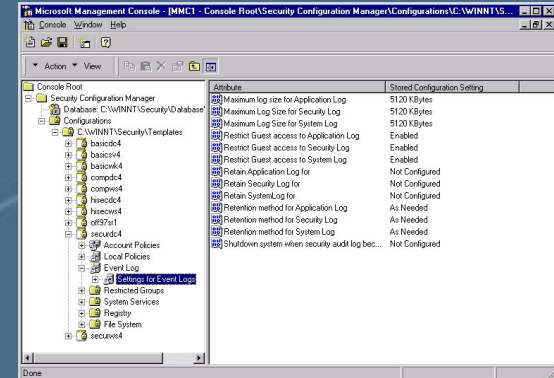 Microsoft Management Console - [MMC1 - Console Root\Security Configuration Manager\Configurations\C:\WINNT\S...
Console Window Help
Action View
Console Root
Security Configuration Manager
Database: C:\WINNT\Security\Database'
Configurations
C:\WINNT\Security\Templates
basicdc4
basicsv4
basicwk4
compdc4
compws4
hisecdc4
hisecws4
off97sr1
securdc4
Account Policies
Local Policies
Event Log
Settings for Event Logs
Restricted Groups
System Services
Registry
File System
securws4
Attribute Stored Configuration Setting
Maximum log size for Application Log 5120 KBytes
Maximum Log Size for Security Log 5120 KBytes
Maximum Log Size for System Log 5120 KBytes
Restrict Guest access to Application Log Enabled
Restrict Guest access to Security Log Enabled
Restrict Guest access to System Log Enabled
Retain Application Log for Not Configured
Retain Security Log for Not Configured
Retain SystemLog for Not Configured
Retention method for Application Log As Needed
Retention method for Security Log As Needed
Retention method for System Log As Needed
Shutdown system when security audit log bec... Not Configured
Done